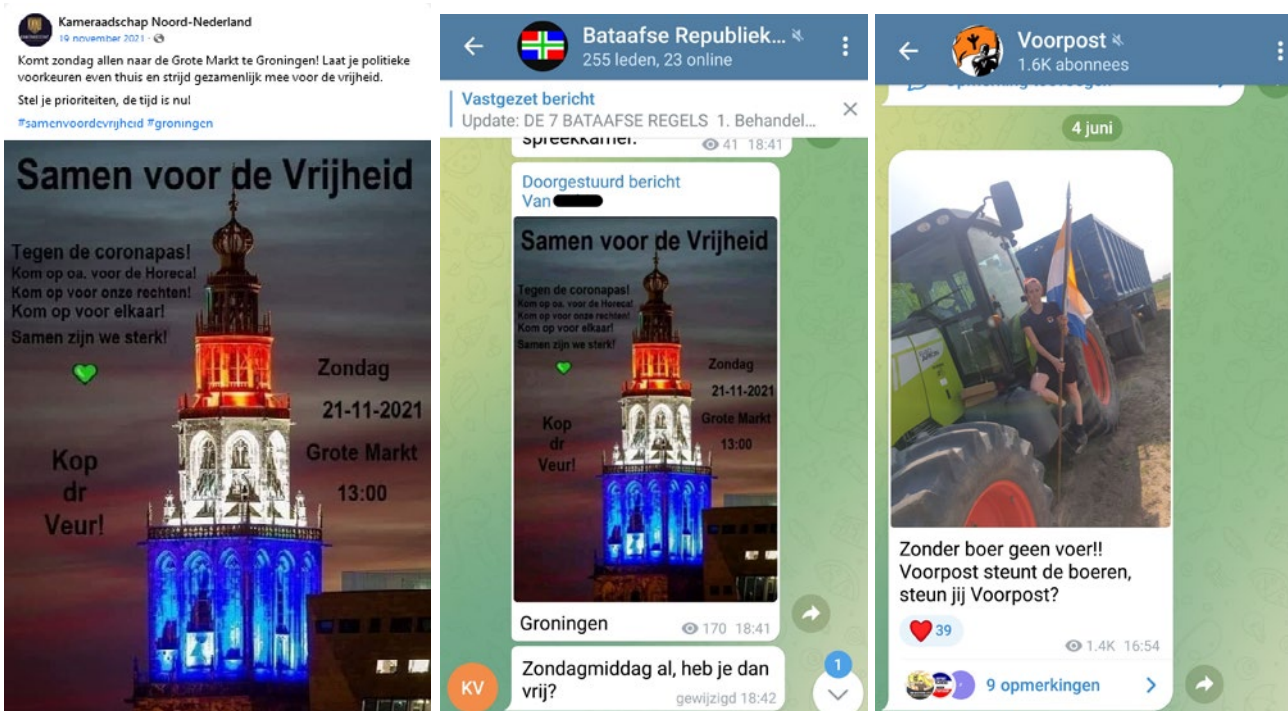 Kameraadschap Noord-Nederland
19 november 2021 ·
Komt zondag allen naar de Grote Markt te Groningen! Laat je politieke
voorkeuren even thuis en strijd gezamenlijk mee voor de vrijheid.
Stel je prioriteiten, de tijd is nu!
#samenvoordevrijheid #groningen
Samen voor de Vrijheid
Tegen de coronapas!
Kom op oa. voor de Horeca!
Kom op voor onze rechten!
Kom op voor elkaar!
Samen zijn we sterk!
Zondag
21-11-2021
Grote Markt
13:00
Kop
dr
Veur!
Bataafse Republiek...
255 leden, 23 online
Vastgezet bericht
Update: DE 7 BATAAFSE REGELS 1. Behandel...
spreekkamer.
41 18:41
Doorgestuurd bericht
Van
Samen voor de Vrijheid
Tegen de coronapas!
Kom op oa. voor de Horeca!
Kom op voor onze rechten!
Kom op voor elkaar!
Samen zijn we sterk!
Zondag
21-11-2021
Grote Markt
13:00
Kop
dr
Veur!
Groningen
170 18:41
KV
Zondagmiddag al, heb je dan
vrij?
gewijzigd 18:42
1
Voorpost
1.6K abonnees
4 juni
Zonder boer geen voer!!
Voorpost steunt de boeren,
steun jij Voorpost?
39
1.4K 16:54
9 opmerkingen